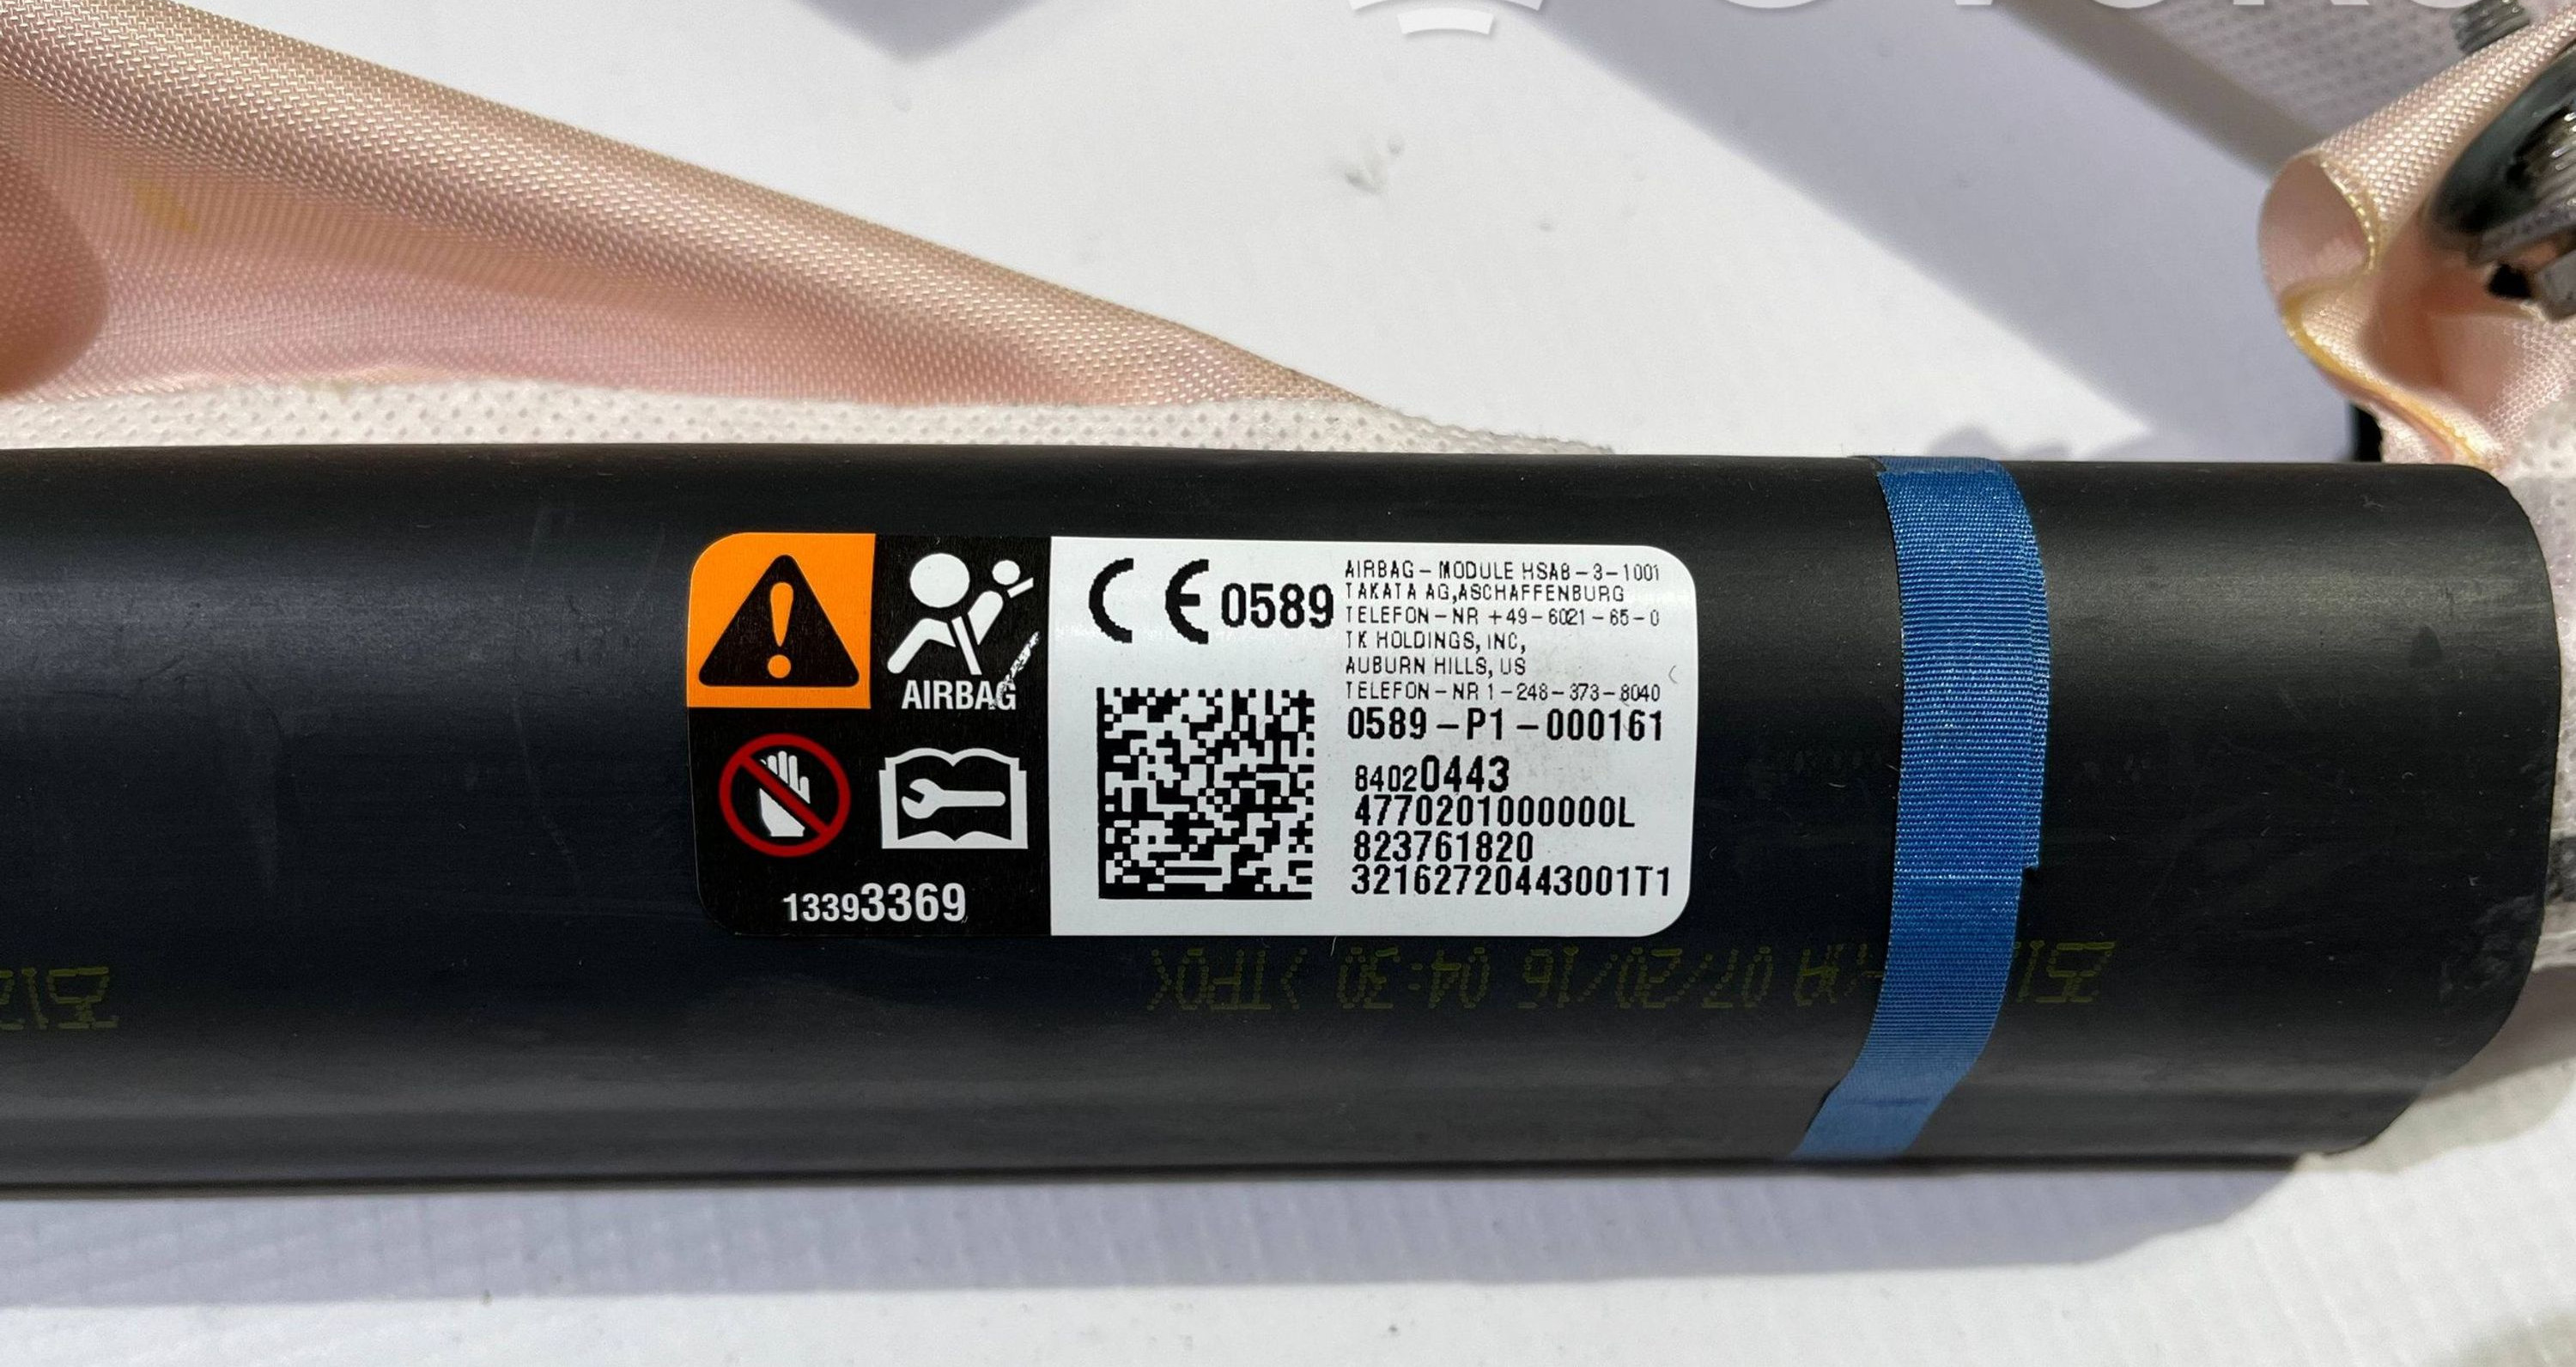 AIRBAG
13393369
CE 0589
AIRBAG-MODULE HSAB-3-1001
TAKATA AG,ASCHAFFENBURG
TELEFON-NR +49-6021-65-0
TK HOLDINGS, INC,
AUBURN HILLS, US
TELEFON-NR 1-248-373-8040
0589-P1-000161
84020443
4770201000000L
823761820
32162720443001T1
07/20/16 04:30